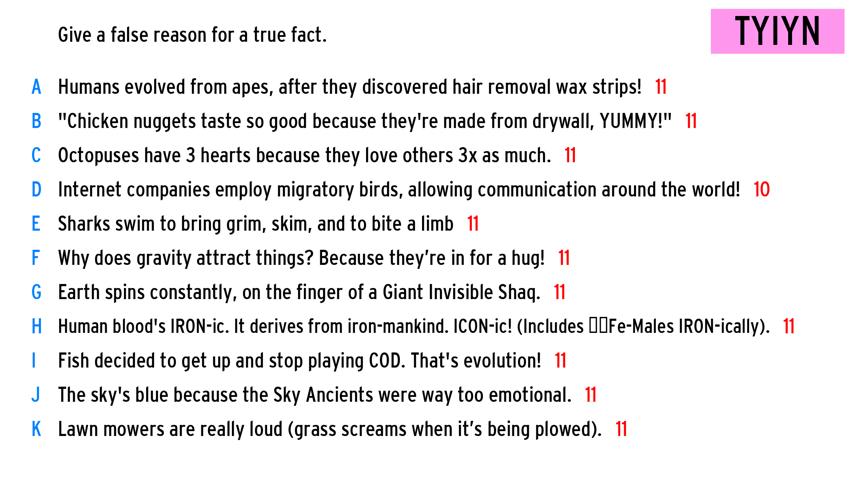 Give a false reason for a true fact.
TYIYN
A Humans evolved from apes, after they discovered hair removal wax strips! 11
B "Chicken nuggets taste so good because they're made from drywall, YUMMY!" 11
C Octopuses have 3 hearts because they love others 3x as much. 11
D Internet companies employ migratory birds, allowing communication around the world! 10
E Sharks swim to bring grim, skim, and to bite a limb 11
F Why does gravity attract things? Because they’re in for a hug! 11
G Earth spins constantly, on the finger of a Giant Invisible Shaq. 11
H Human blood's IRON-ic. It derives from iron-mankind. ICON-ic! (Includes ▯▯Fe-Males IRON-ically). 11
I Fish decided to get up and stop playing COD. That's evolution! 11
J The sky's blue because the Sky Ancients were way too emotional. 11
K Lawn mowers are really loud (grass screams when it’s being plowed). 11